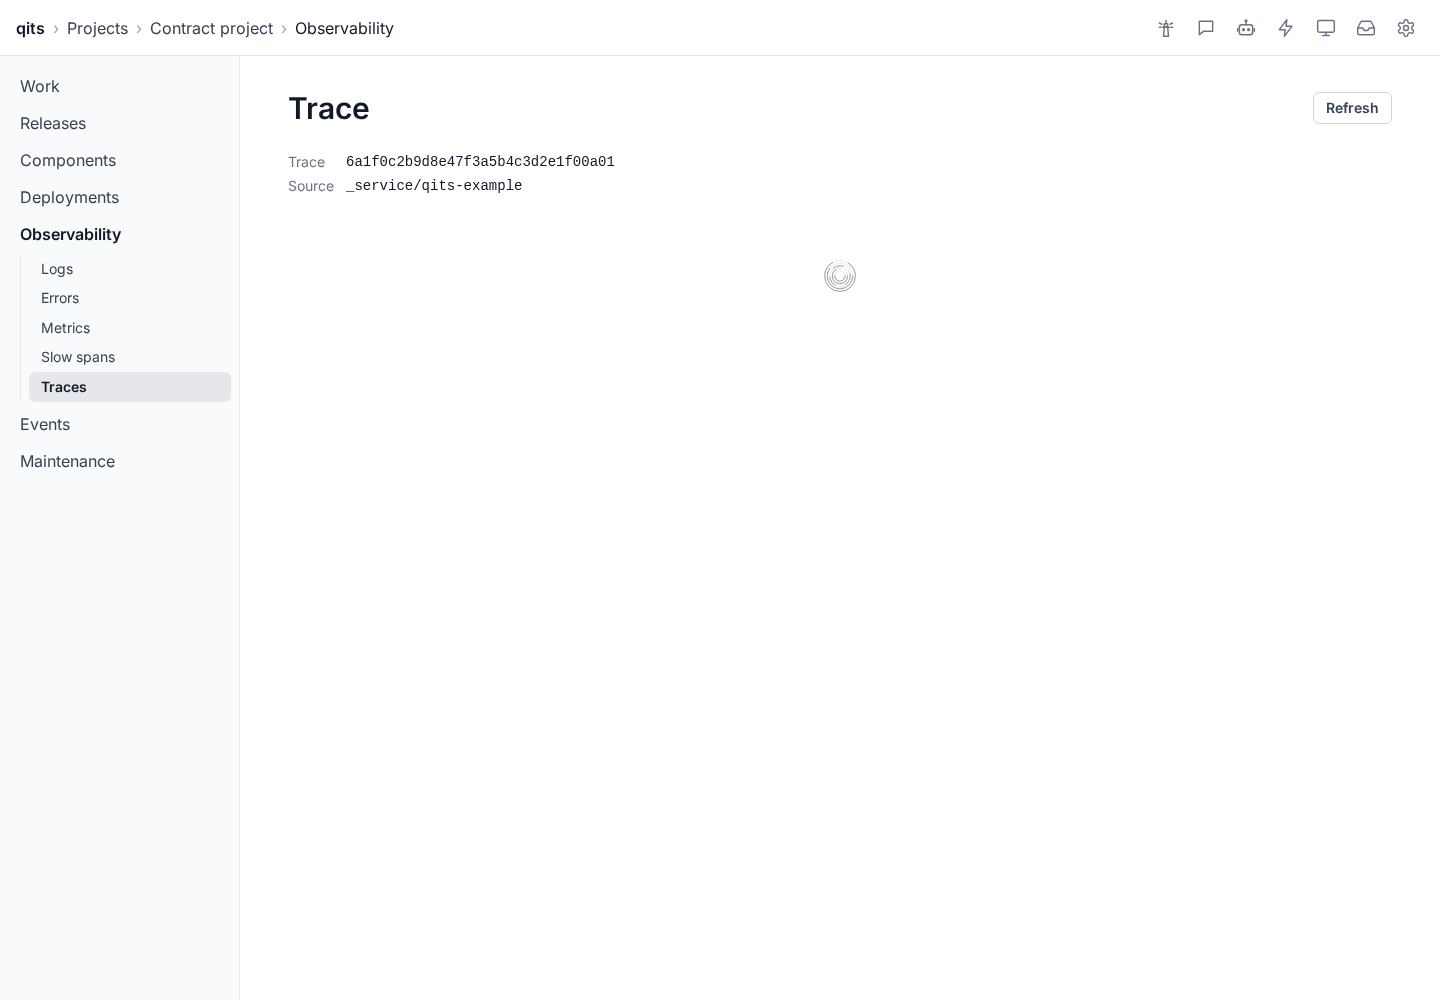 qits › Projects › Contract project › Observability
Work
Releases
Components
Deployments
Observability
Logs
Errors
Metrics
Slow spans
Traces
Events
Maintenance
Trace
Refresh
Trace 6a1f0c2b9d8e47f3a5b4c3d2e1f00a01
Source _service/qits-example